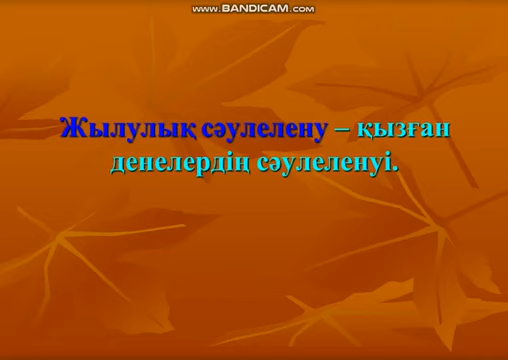 www.BANDICAM.com
Жылулық сәулелену – қызған
денелердің сәулеленуі.